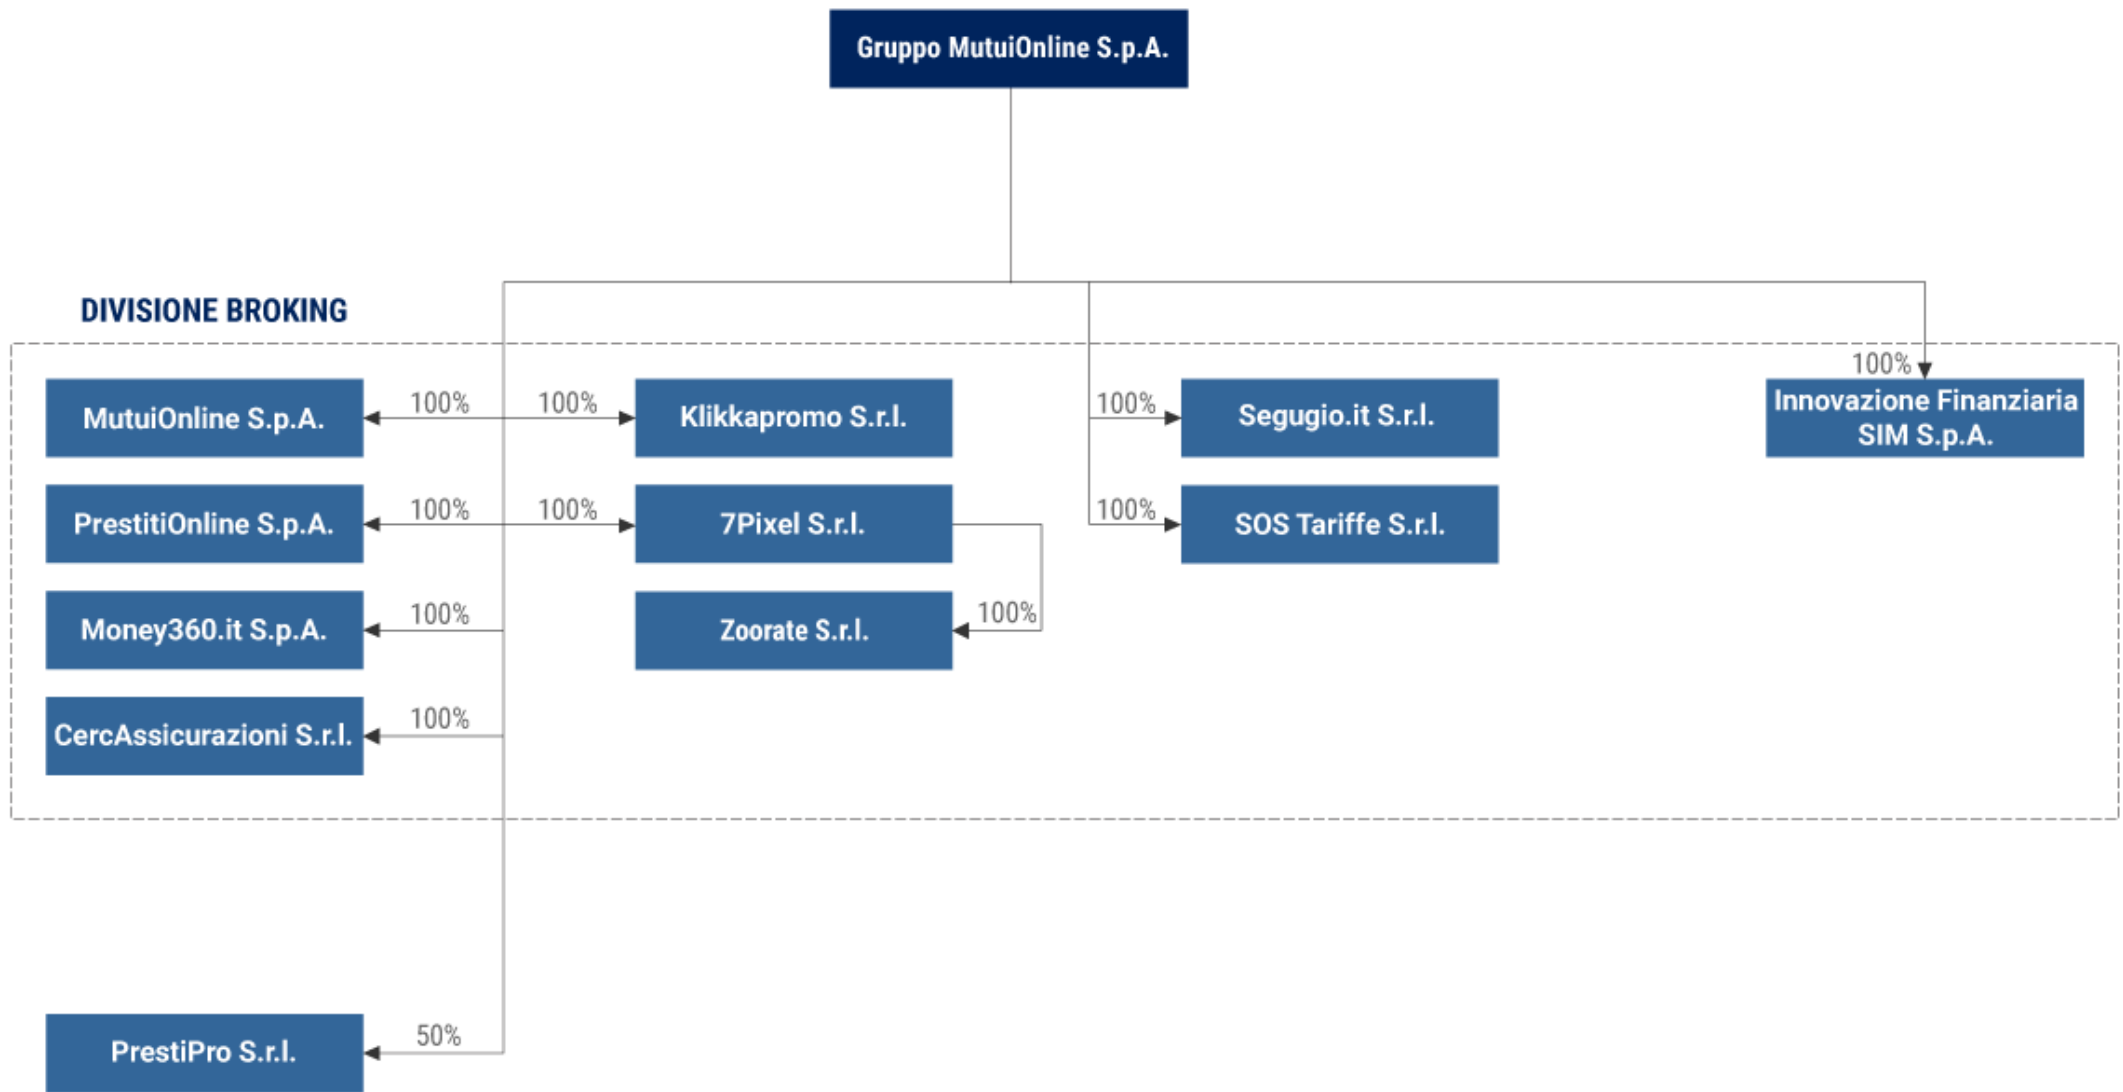 Gruppo MutuiOnline S.p.A.
DIVISIONE BROKING
100%
MutuiOnline S.p.A.
100%
100%
Klikkapromo S.r.l.
100%
Segugio.it S.r.l.
Innovazione Finanziaria
SIM S.p.A.
PrestitiOnline S.p.A.
100%
100%
7Pixel S.r.l.
100%
SOS Tariffe S.r.l.
Money360.it S.p.A.
100%
Zoorate S.r.l.
100%
CercAssicurazioni S.r.l.
100%
PrestiPro S.r.l.
50%